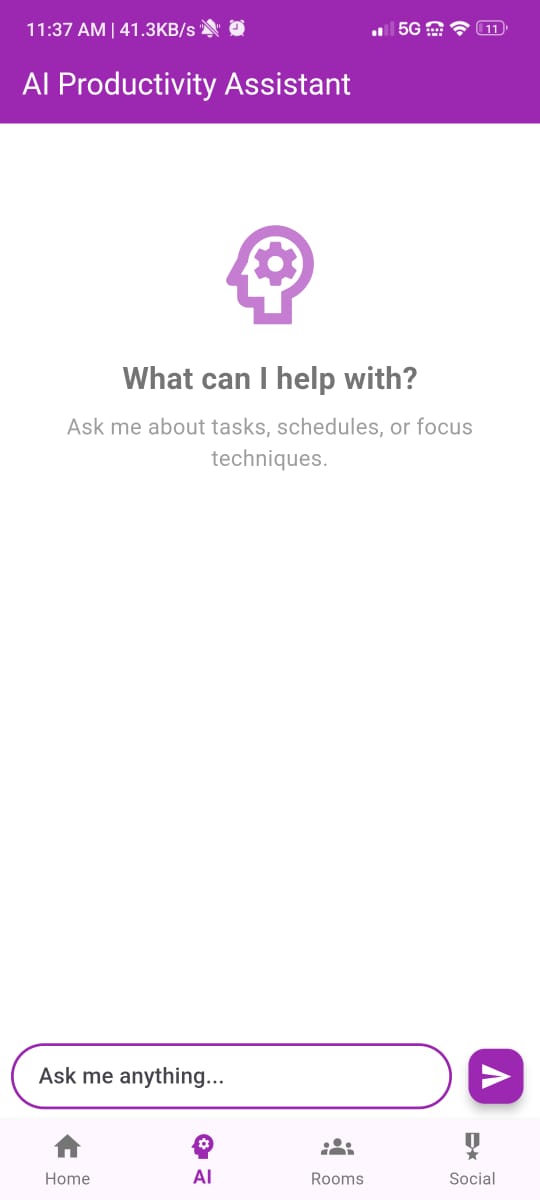 11:37 AM | 41.3KB/s 5G 11
AI Productivity Assistant
What can I help with?
Ask me about tasks, schedules, or focus
techniques.
Ask me anything...
Home AI Rooms Social